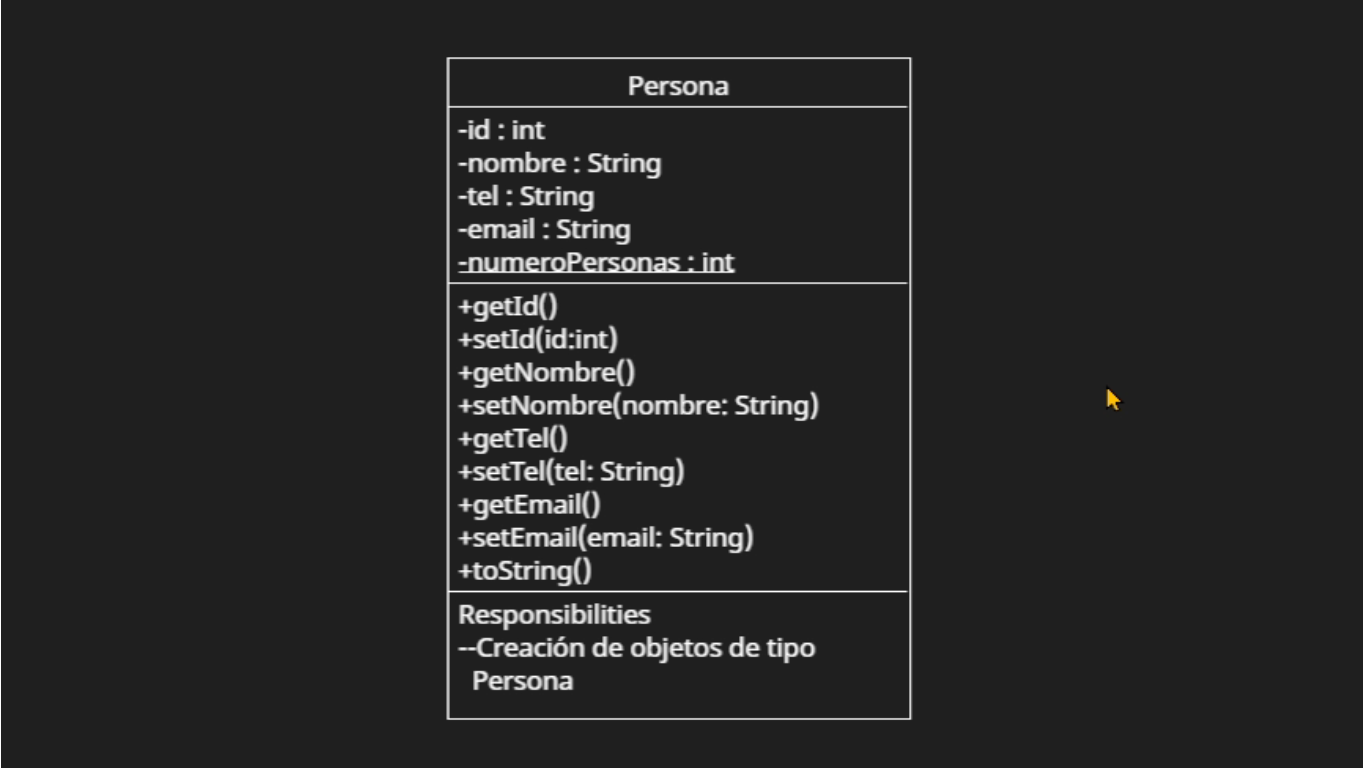 Persona
-id : int
-nombre : String
-tel : String
-email : String
-numeroPersonas : int
+getId()
+setId(id:int)
+getNombre()
+setNombre(nombre: String)
+getTel()
+setTel(tel: String)
+getEmail()
+setEmail(email: String)
+toString()
Responsibilities
--Creación de objetos de tipo
Persona